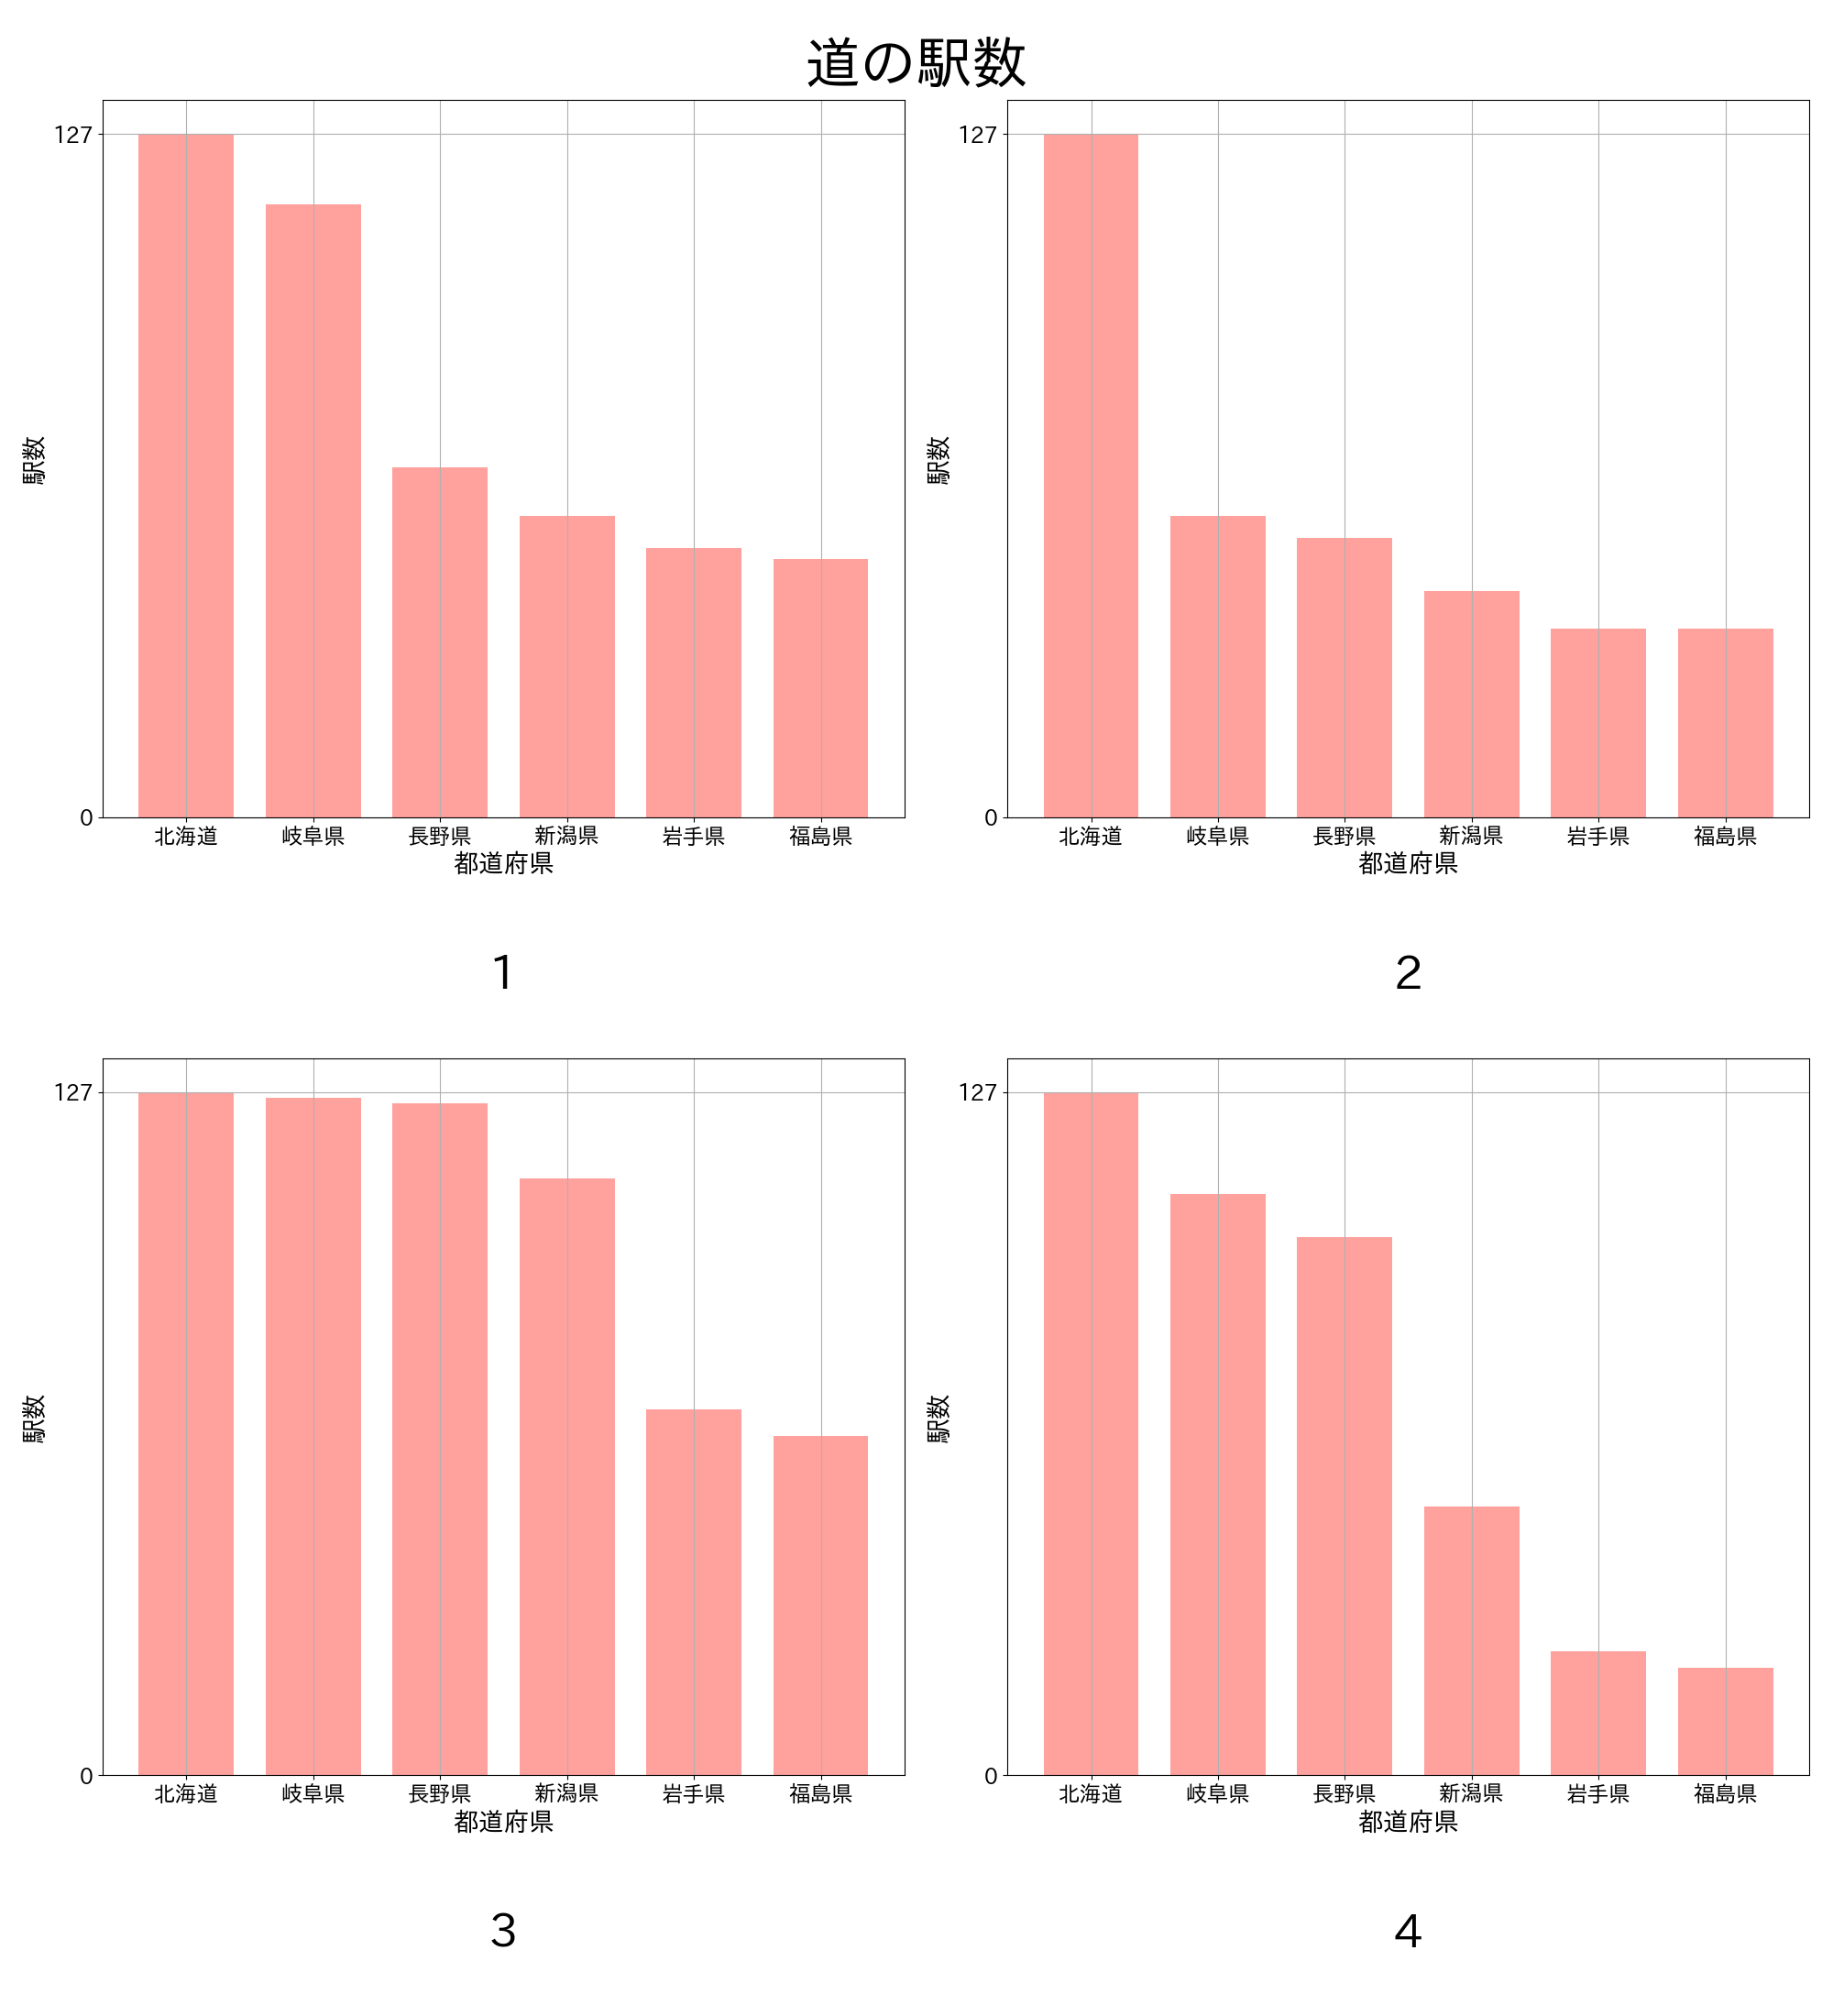 道の駅数
127
0
駅数
北海道 岐阜県 長野県 新潟県 岩手県 福島県
都道府県
1
127
0
駅数
北海道 岐阜県 長野県 新潟県 岩手県 福島県
都道府県
2
127
0
駅数
北海道 岐阜県 長野県 新潟県 岩手県 福島県
都道府県
3
127
0
駅数
北海道 岐阜県 長野県 新潟県 岩手県 福島県
都道府県
4